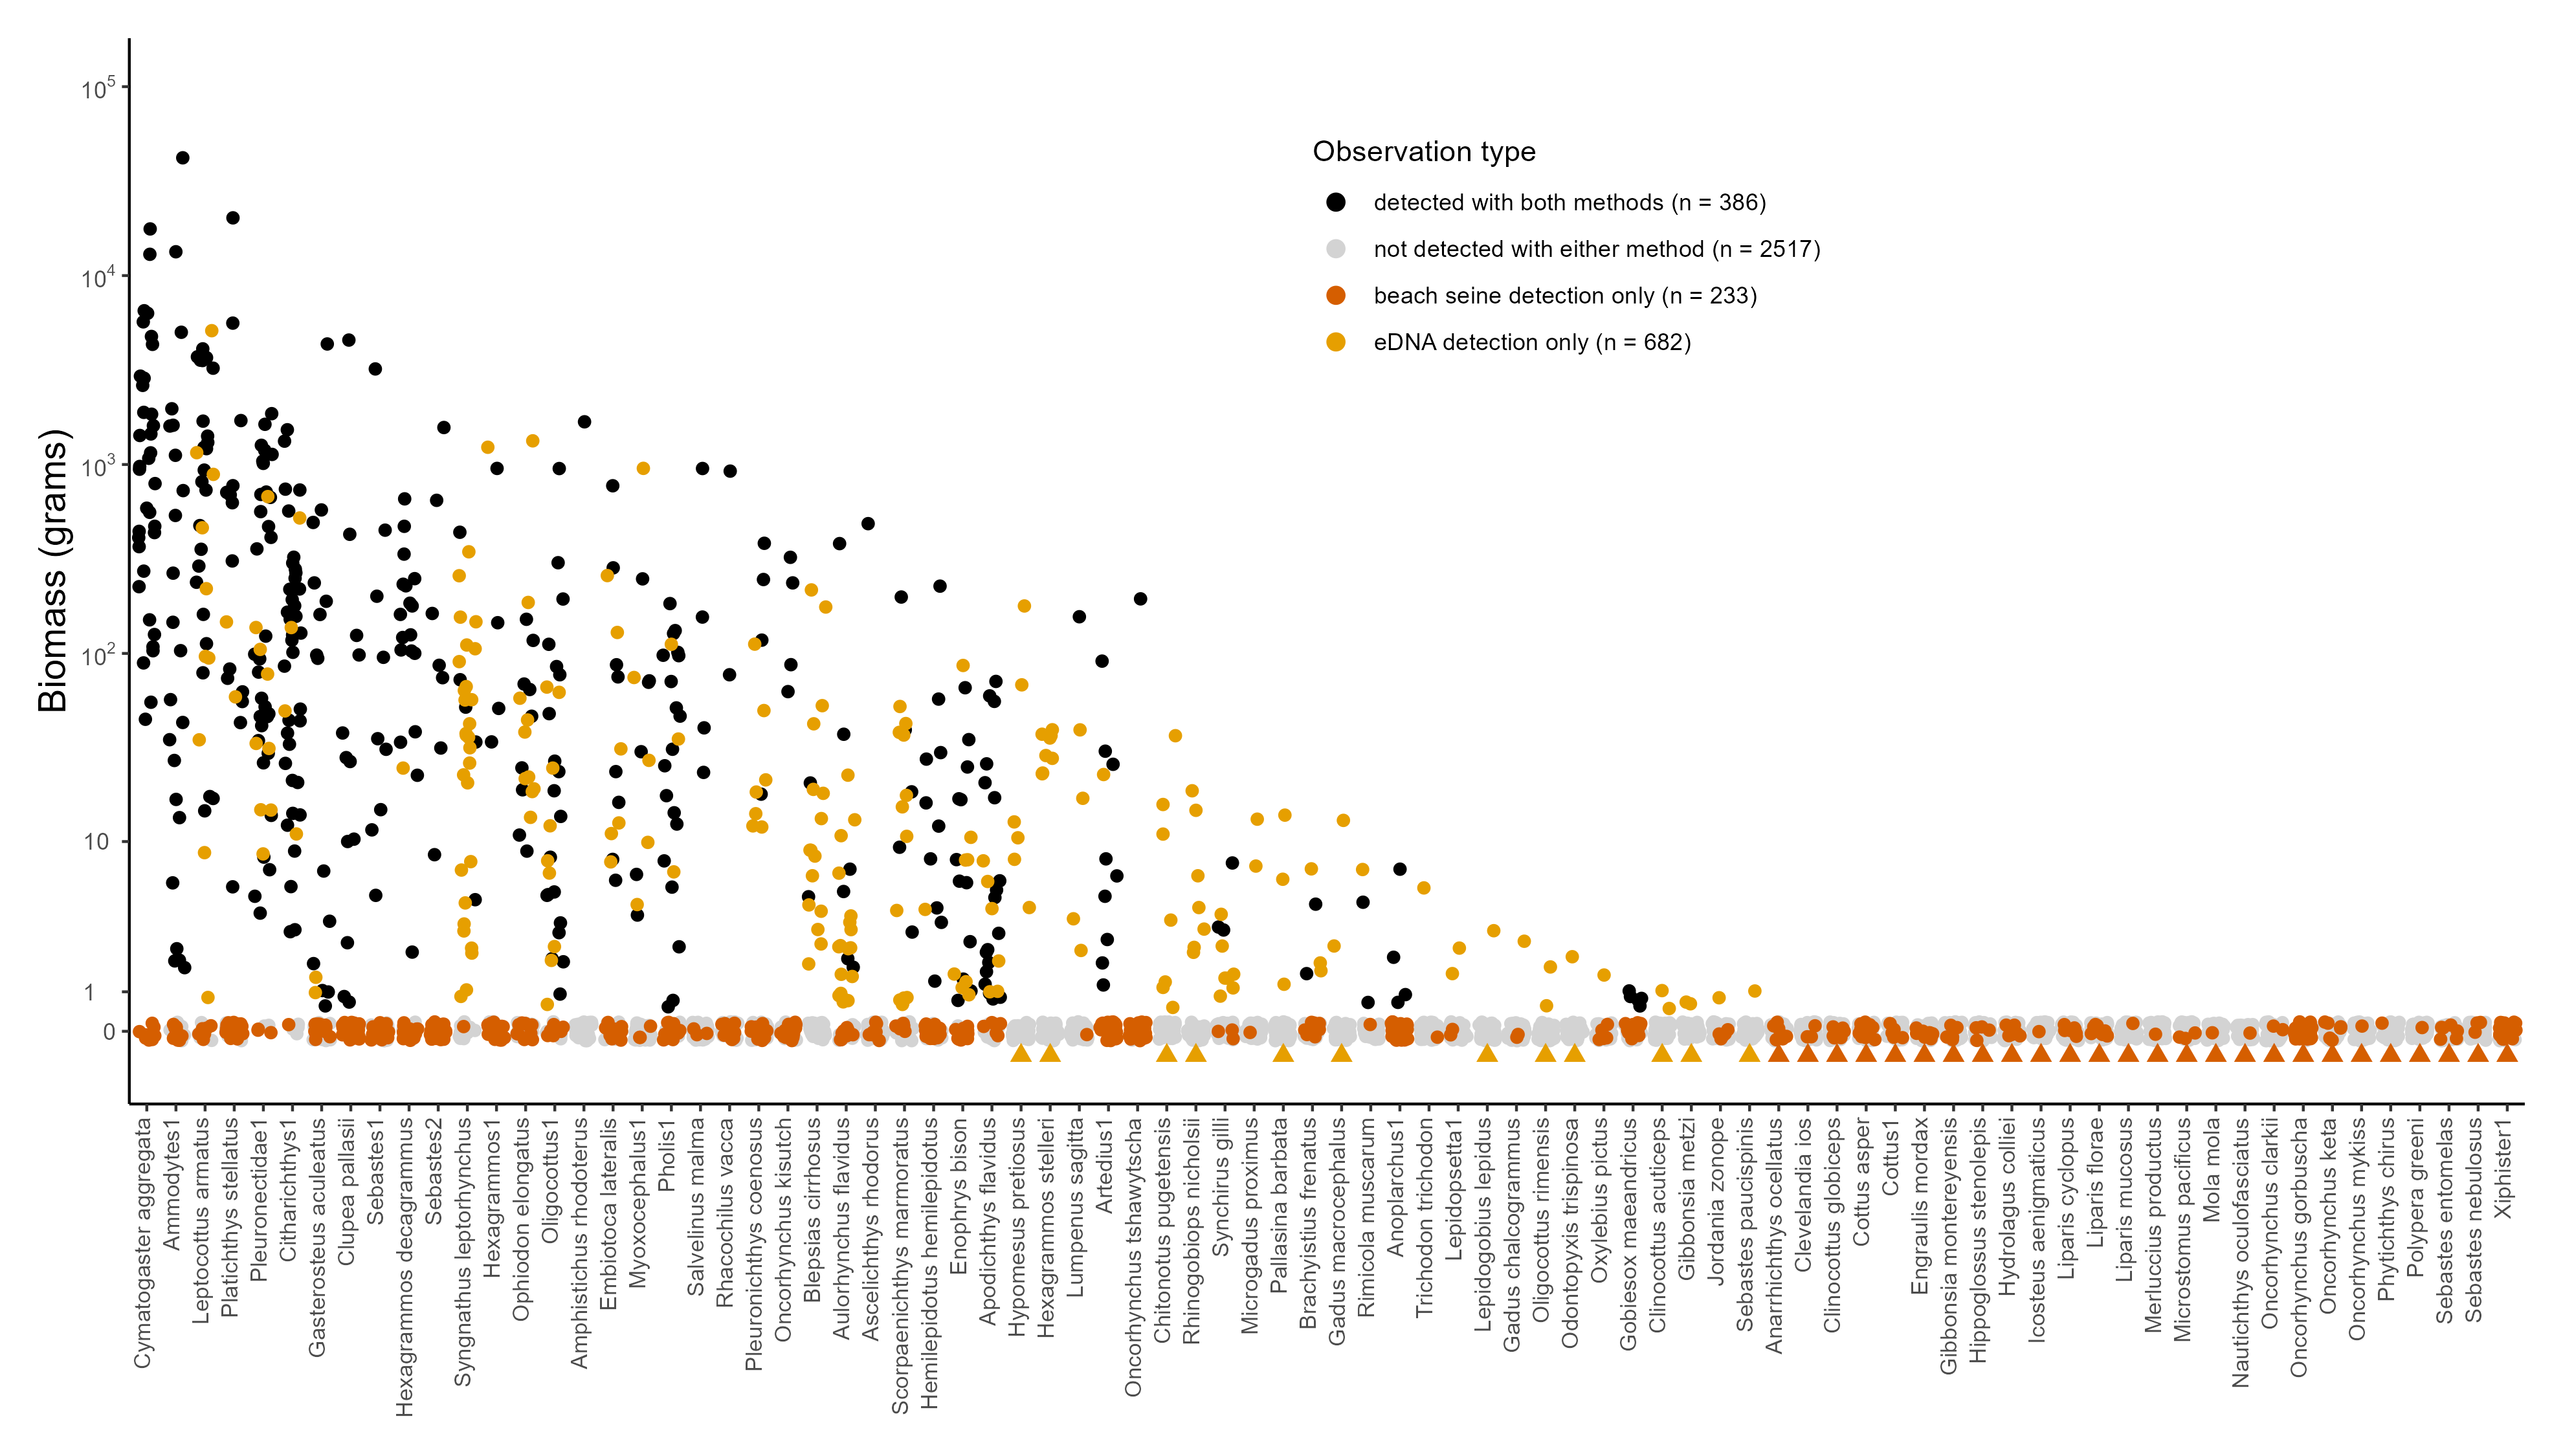 Biomass (grams)
10^5
10^4
10^3
10^2
10
1
0
Observation type
detected with both methods (n = 386)
not detected with either method (n = 2517)
beach seine detection only (n = 233)
eDNA detection only (n = 682)
Cymatogaster aggregata
Ammodytes1
Leptocottus armatus
Platichthys stellatus
Pleuronectidae1
Citharichthys1
Gasterosteus aculeatus
Clupea pallasii
Sebastes1
Hexagrammos decagrammus
Sebastes2
Syngnathus leptorhynchus
Hexagrammos1
Ophiodon elongatus
Oligocottus1
Amphistichus rhodoterus
Embiotoca lateralis
Myoxocephalus1
Pholis1
Salvelinus malma
Rhacochilus vacca
Pleuronichthys coenosus
Oncorhynchus kisutch
Blepsias cirrhosus
Aulorhynchus flavidus
Ascelichthys rhodorus
Scorpaenichthys marmoratus
Hemilepidotus hemilepidotus
Enophrys bison
Apodichthys flavidus
Hypomesus pretiosus
Hexagrammos stelleri
Lumpenus sagitta
Artedius1
Oncorhynchus tshawytscha
Chitonotus pugetensis
Rhinogobiops nicholsii
Synchirus gilli
Microgadus proximus
Pallasina barbata
Brachyistius frenatus
Gadus macrocephalus
Rimicola muscarum
Anoplarchus1
Trichodon trichodon
Lepidopsetta1
Lepidogobius lepidus
Gadus chalcogrammus
Oligocottus rimensis
Odontopyxis trispinosa
Oxylebius pictus
Gobiesox maeandricus
Clinocottus acuticeps
Gibbonsia metzi
Jordania zonope
Sebastes paucispinis
Anarrhichthys ocellatus
Clevelandia ios
Clinocottus globiceps
Cottus asper
Cottus1
Engraulis mordax
Gibbonsia montereyensis
Hippoglossus stenolepis
Hydrolagus colliei
Icosteus aenigmaticus
Liparis cyclopus
Liparis florae
Liparis mucosus
Merluccius productus
Microstomus pacificus
Mola mola
Nautichthys oculofasciatus
Oncorhynchus clarkii
Oncorhynchus gorbuscha
Oncorhynchus keta
Oncorhynchus mykiss
Phytichthys chirus
Polypera greeni
Sebastes entomelas
Sebastes nebulosus
Xiphister1